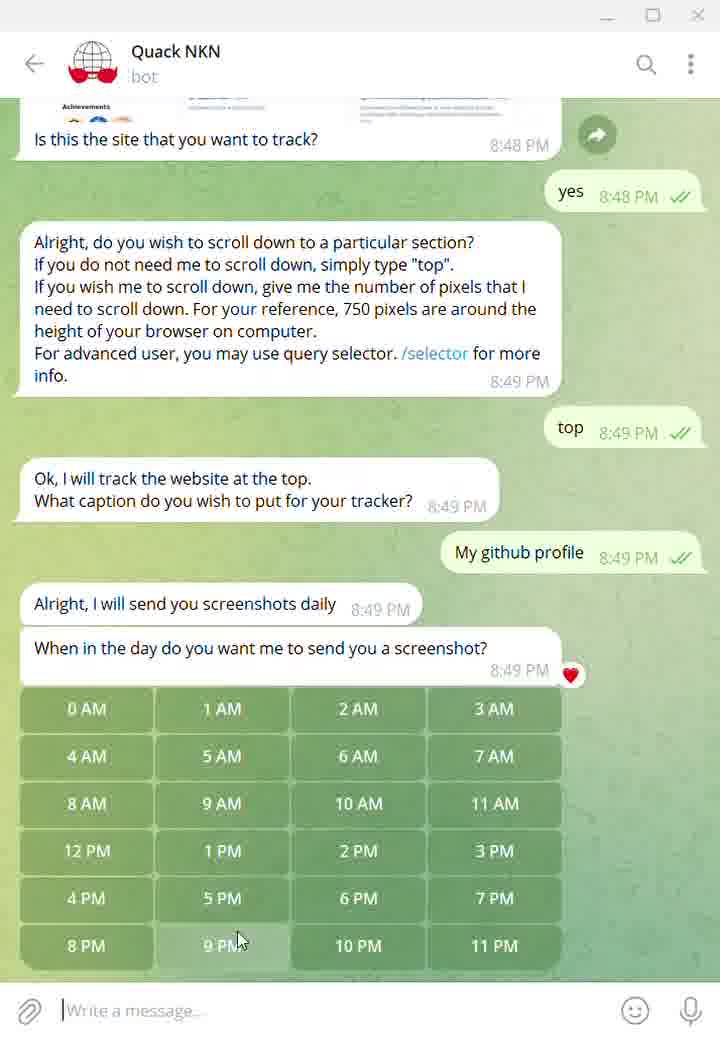 Quack NKN
bot
Achievements
Is this the site that you want to track?
8:48 PM
yes 8:48 PM
Alright, do you wish to scroll down to a particular section?
If you do not need me to scroll down, simply type "top".
If you wish me to scroll down, give me the number of pixels that I
need to scroll down. For your reference, 750 pixels are around the
height of your browser on computer.
For advanced user, you may use query selector. /selector for more
info.
8:49 PM
top 8:49 PM
Ok, I will track the website at the top.
What caption do you wish to put for your tracker? 8:49 PM
My github profile 8:49 PM
Alright, I will send you screenshots daily 8:49 PM
When in the day do you want me to send you a screenshot?
8:49 PM
0 AM 1 AM 2 AM 3 AM
4 AM 5 AM 6 AM 7 AM
8 AM 9 AM 10 AM 11 AM
12 PM 1 PM 2 PM 3 PM
4 PM 5 PM 6 PM 7 PM
8 PM 9 PM 10 PM 11 PM
Write a message...